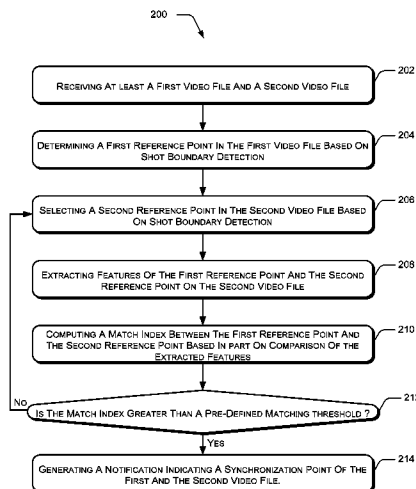 200
RECEIVING AT LEAST A FIRST VIDEO FILE AND A SECOND VIDEO FILE
202
DETERMINING A FIRST REFERENCE POINT IN THE FIRST VIDEO FILE BASED ON
SHOT BOUNDARY DETECTION
204
SELECTING A SECOND REFERENCE POINT IN THE SECOND VIDEO FILE BASED
ON SHOT BOUNDARY DETECTION
206
EXTRACTING FEATURES OF THE FIRST REFERENCE POINT AND THE SECOND
REFERENCE POINT ON THE SECOND VIDEO FILE
208
COMPUTING A MATCH INDEX BETWEEN THE FIRST REFERENCE POINT AND
THE SECOND REFERENCE POINT BASED IN PART ON COMPARISON OF THE
EXTRACTED FEATURES
210
NO
IS THE MATCH INDEX GREATER THAN A PRE-DEFINED MATCHING THRESHOLD ?
212
YES
GENERATING A NOTIFICATION INDICATING A SYNCHRONIZATION POINT OF THE
FIRST AND THE SECOND VIDEO FILE.
214